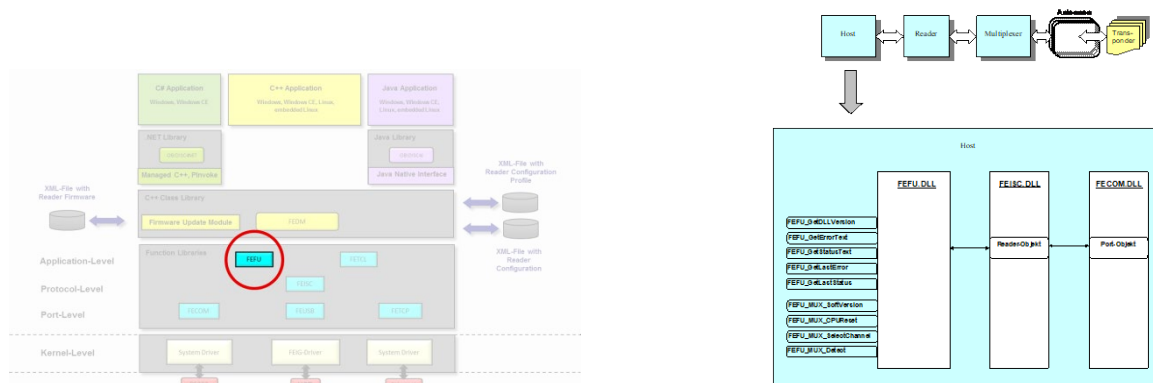 C# Application
Windows, Windows CE
C++ Application
Windows, Windows CE, Linux,
embedded Linux
Java Application
Windows, Windows CE,
Linux, embedded Linux
.NET Library
Java Library
Managed C++, PInvoke
Java Native Interface
XML-File with
Reader Firmware
XML-File with
Reader Configuration
Profile
C++ Class Library
Firmware Update Module
FEDM
XML-File with
Reader
Configuration
Application-Level
Function Libraries
FEFU
FETCL
Protocol-Level
FEISC
Port-Level
FECOM
FEUSB
FETCP
Kernel-Level
System Driver
FEIG-Driver
System Driver
Host
Reader
Multiplexer
Trans-
ponder
Host
FEFU.DLL
FEISC.DLL
FECOM.DLL
FEFU_GetDLLVersion
FEFU_GetErrorText
FEFU_GetStatusText
FEFU_GetLastError
FEFU_GetLastStatus
FEFU_MUX_SoftVersion
FEFU_MUX_CPUReset
FEFU_MUX_SelectChannel
FEFU_MUX_Detect
Reader-Objekt
Port-Objekt